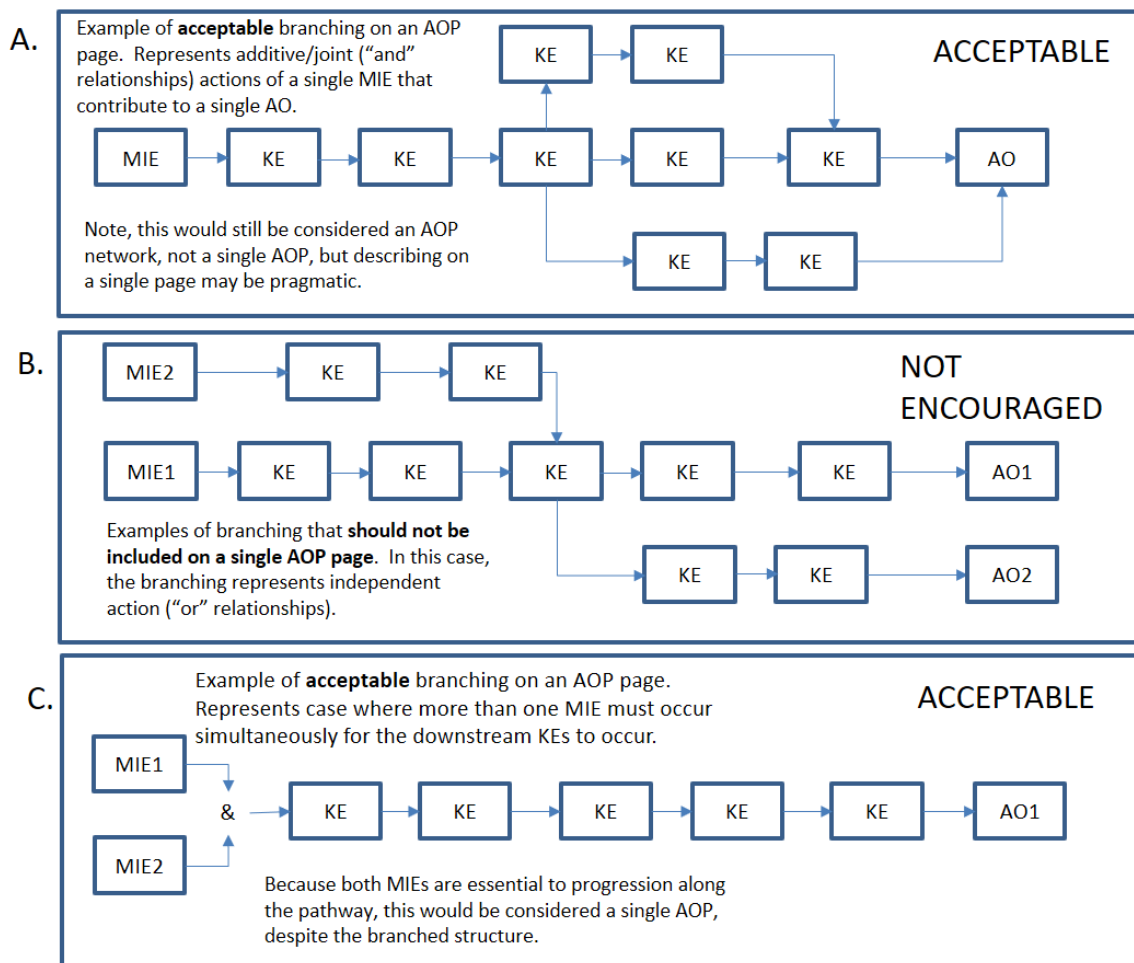 A.
Example of acceptable branching on an AOP
page. Represents additive/joint (“and”
relationships) actions of a single MIE that
contribute to a single AO.
ACCEPTABLE
KE
KE
MIE
KE
KE
KE
KE
KE
AO
Note, this would still be considered an AOP
network, not a single AOP, but describing on
a single page may be pragmatic.
KE
KE
B.
MIE2
KE
KE
NOT
ENCOURAGED
MIE1
KE
KE
KE
KE
KE
AO1
Examples of branching that should not be
included on a single AOP page. In this case,
the branching represents independent
action (“or” relationships).
KE
KE
AO2
C.
Example of acceptable branching on an AOP page.
Represents case where more than one MIE must occur
simultaneously for the downstream KEs to occur.
ACCEPTABLE
MIE1
&
KE
KE
KE
KE
KE
AO1
MIE2
Because both MIEs are essential to progression along
the pathway, this would be considered a single AOP,
despite the branched structure.